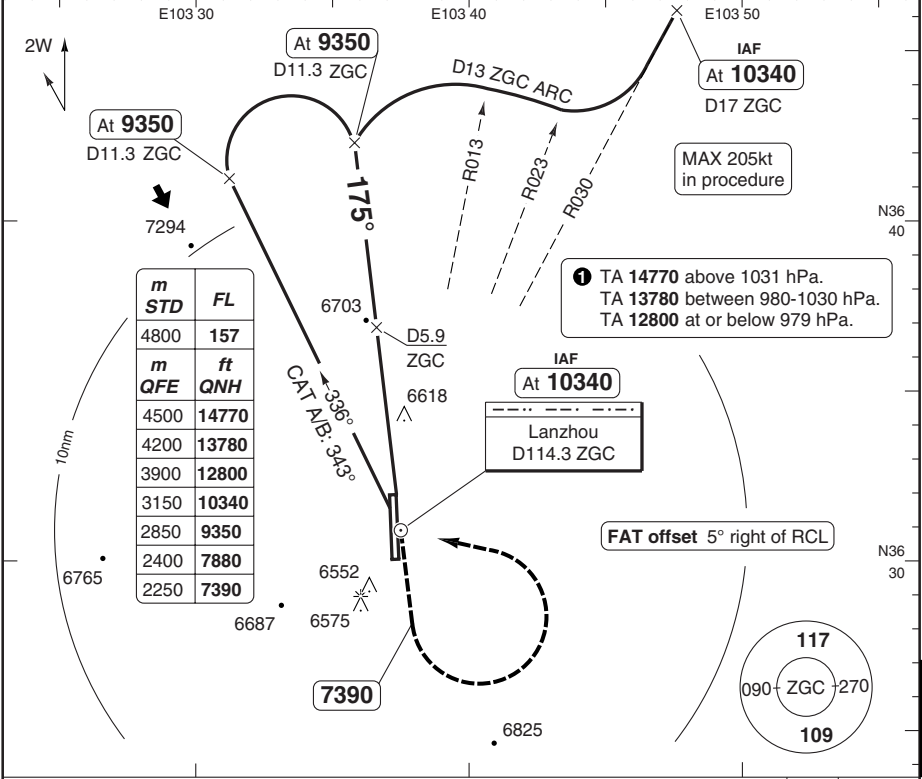 E103 30
E103 40
E103 50
2W
At 9350
D11.3 ZGC
D13 ZGC ARC
IAF
At 10340
D17 ZGC
At 9350
D11.3 ZGC
R013
R023
R030
MAX 205kt
in procedure
175°
7294
N36
40
m
STD
FL
4800 157
m
QFE
ft
QNH
4500 14770
4200 13780
3900 12800
3150 10340
2850 9350
2400 7880
2250 7390
1 TA 14770 above 1031 hPa.
TA 13780 between 980-1030 hPa.
TA 12800 at or below 979 hPa.
6703
D5.9
ZGC
IAF
At 10340
6618
336°
CAT A/B: 343°
Lanzhou
D114.3 ZGC
10nm
FAT offset 5° right of RCL
N36
30
6765
6552
6575
6687
7390
6825
117
090
ZGC
270
109